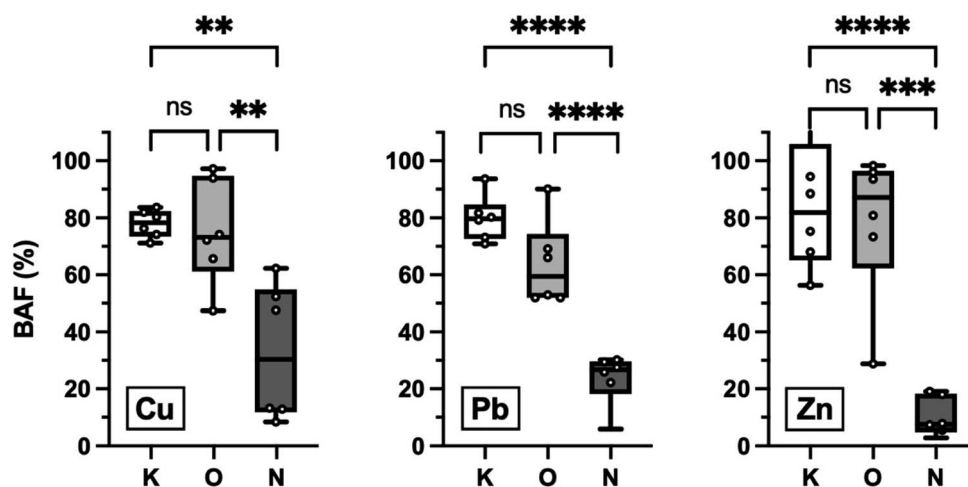 ** **** ****
ns ** ns **** ns ***
BAF (%)
100 100 100
80 80 80
60 60 60
40 40 40
20 20 20
Cu Pb Zn
0 0 0
K O N K O N K O N